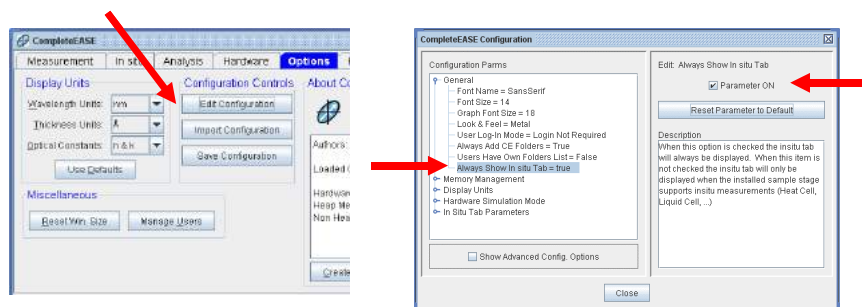 CompleteEASE
Measurement In situ Analysis Hardware Options
Display Units
Wavelength Units: nm
Thickness Units: Å
Optical Constants: n & k
Use Defaults
Configuration Controls
Edit Configuration
Import Configuration
Save Configuration
About Co
Authors:
Loaded
Hardwar
Heap Me
Non Hea
Create
Miscellaneous
Reset Win. Size Manage Users
CompleteEASE Configuration
Configuration Parms
General
Font Name = SansSerif
Font Size = 14
Graph Font Size = 18
Look & Feel = Metal
User Log-In Mode = Login Not Required
Always Add CE Folders = True
Users Have Own Folders List = False
Always Show In situ Tab = true
Memory Management
Display Units
Hardware Simulation Mode
In Situ Tab Parameters
Show Advanced Config. Options
Edit: Always Show In situ Tab
Parameter ON
Reset Parameter to Default
Description
When this option is checked the insitu tab
will always be displayed. When this item is
not checked the insitu tab will only be
displayed when the installed sample stage
supports insitu measurements (Heat Cell,
Liquid Cell, ...)
Close